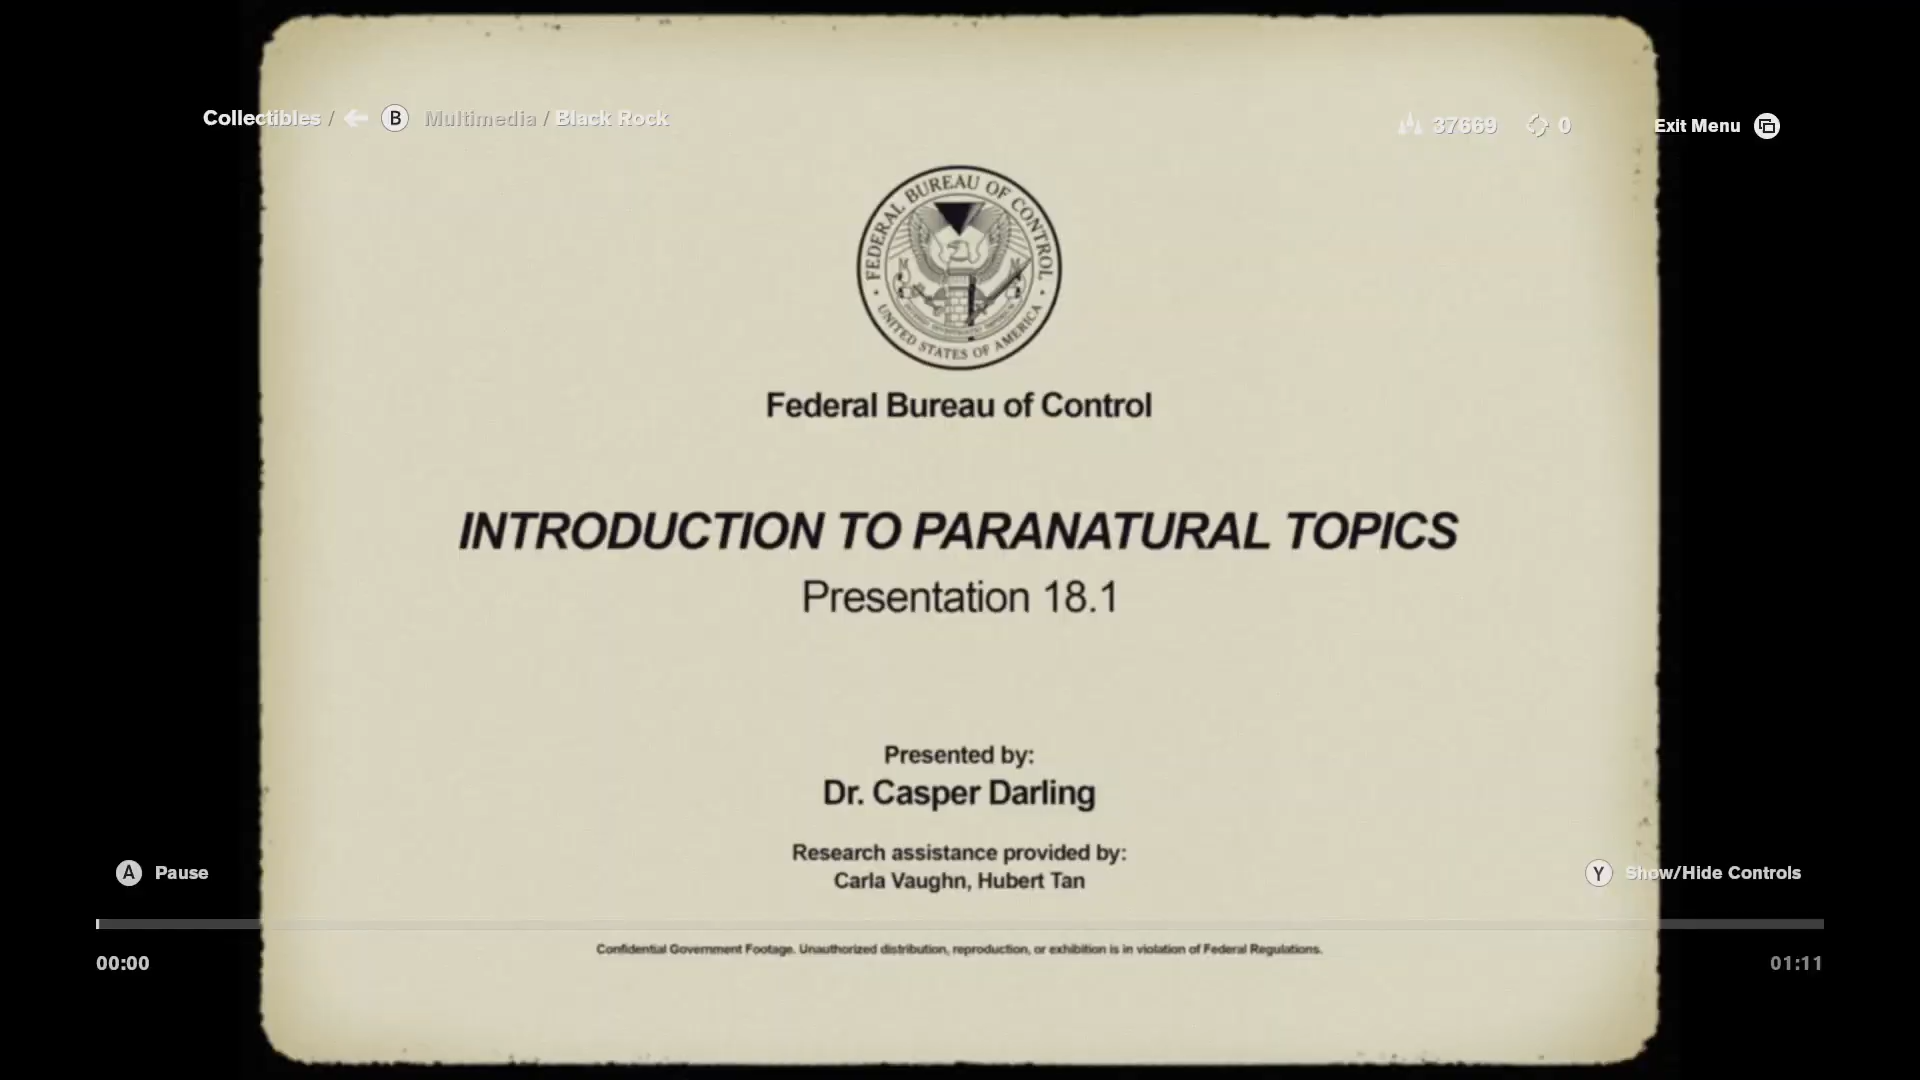 Collectibles / B Multimedia / Black Rock
37669 0 Exit Menu
FEDERAL BUREAU OF CONTROL
UNITED STATES OF AMERICA
Federal Bureau of Control
INTRODUCTION TO PARANATURAL TOPICS
Presentation 18.1
Presented by:
Dr. Casper Darling
Research assistance provided by:
Carla Vaughn, Hubert Tan
A Pause
Y Show/Hide Controls
Confidential Government Footage. Unauthorized distribution, reproduction, or exhibition is in violation of Federal Regulations.
00:00
01:11